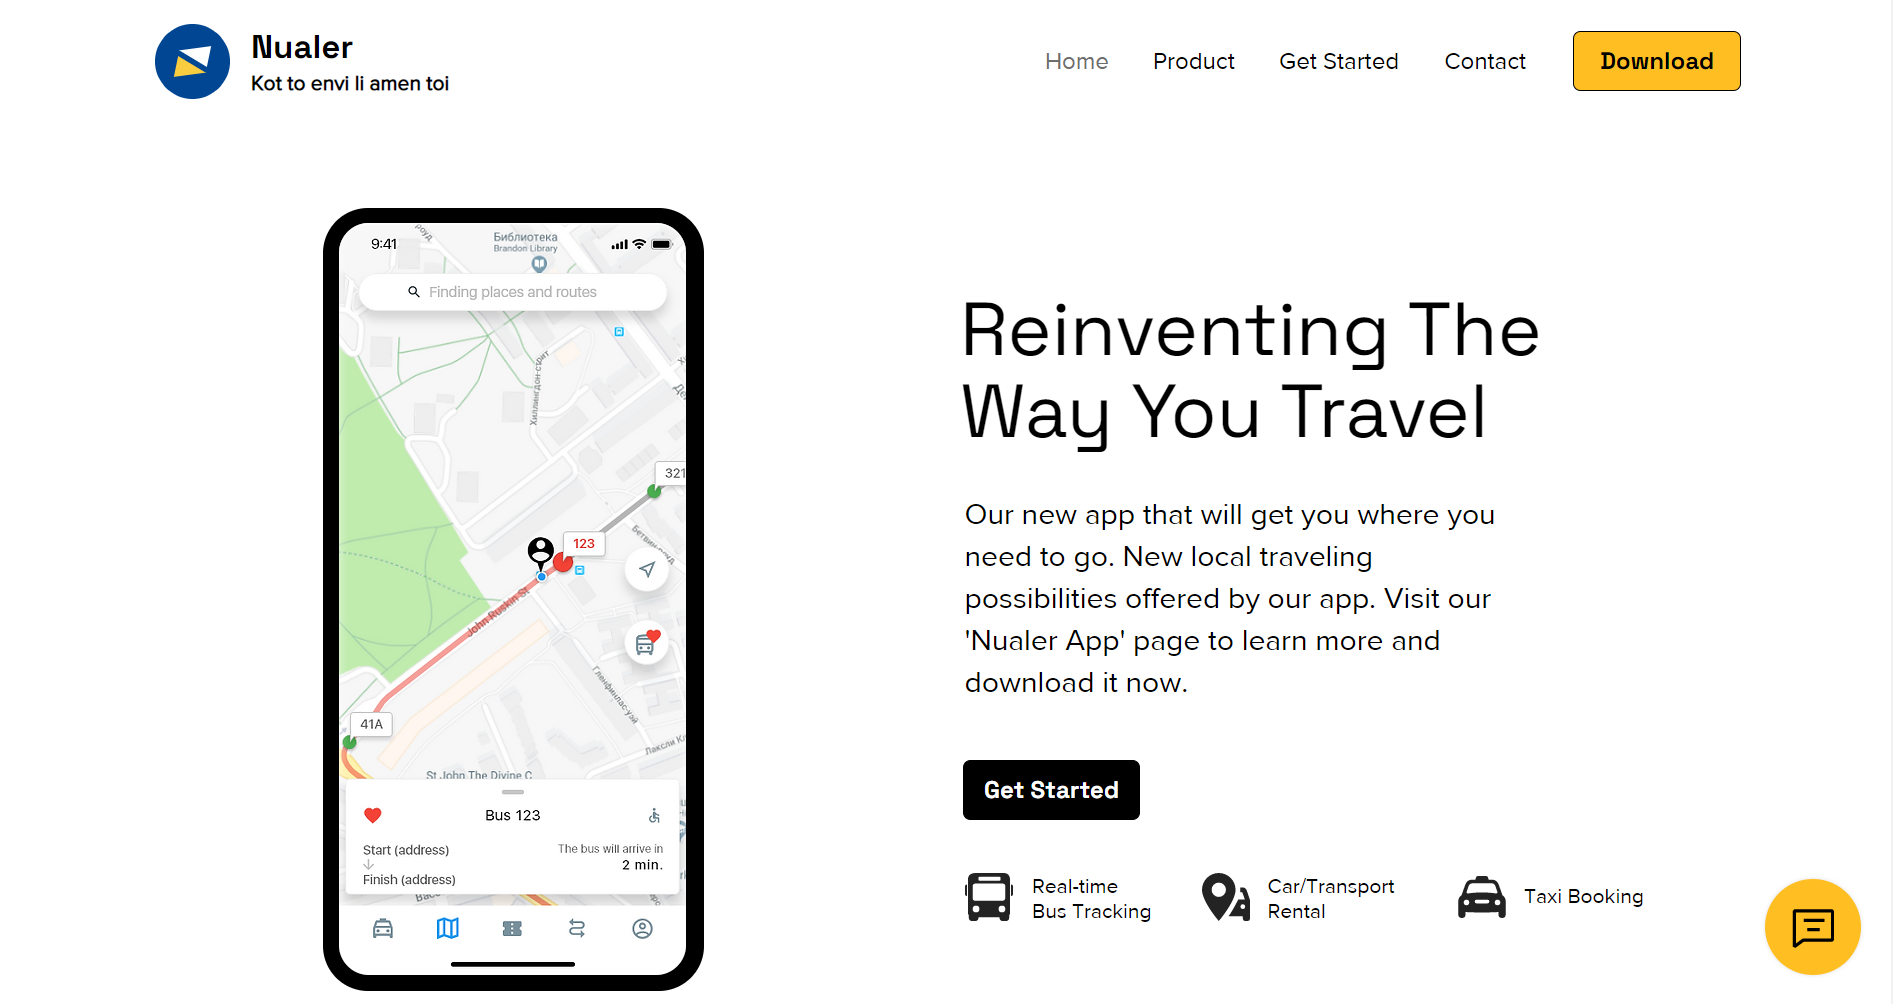 Nualer
Kot to envi li amen toi
Home
Product
Get Started
Contact
Download
9:41
Библиотека
Brandon Library
Finding places and routes
Хиллингдон-стрит
321
123
John Ruskin St
Гленфинлас-уэй
41A
St John The Divine C
Bus 123
Start (address)
Finish (address)
The bus will arrive in
2 min.
Reinventing The
Way You Travel
Our new app that will get you where you
need to go. New local traveling
possibilities offered by our app. Visit our
'Nualer App' page to learn more and
download it now.
Get Started
Real-time
Bus Tracking
Car/Transport
Rental
Taxi Booking